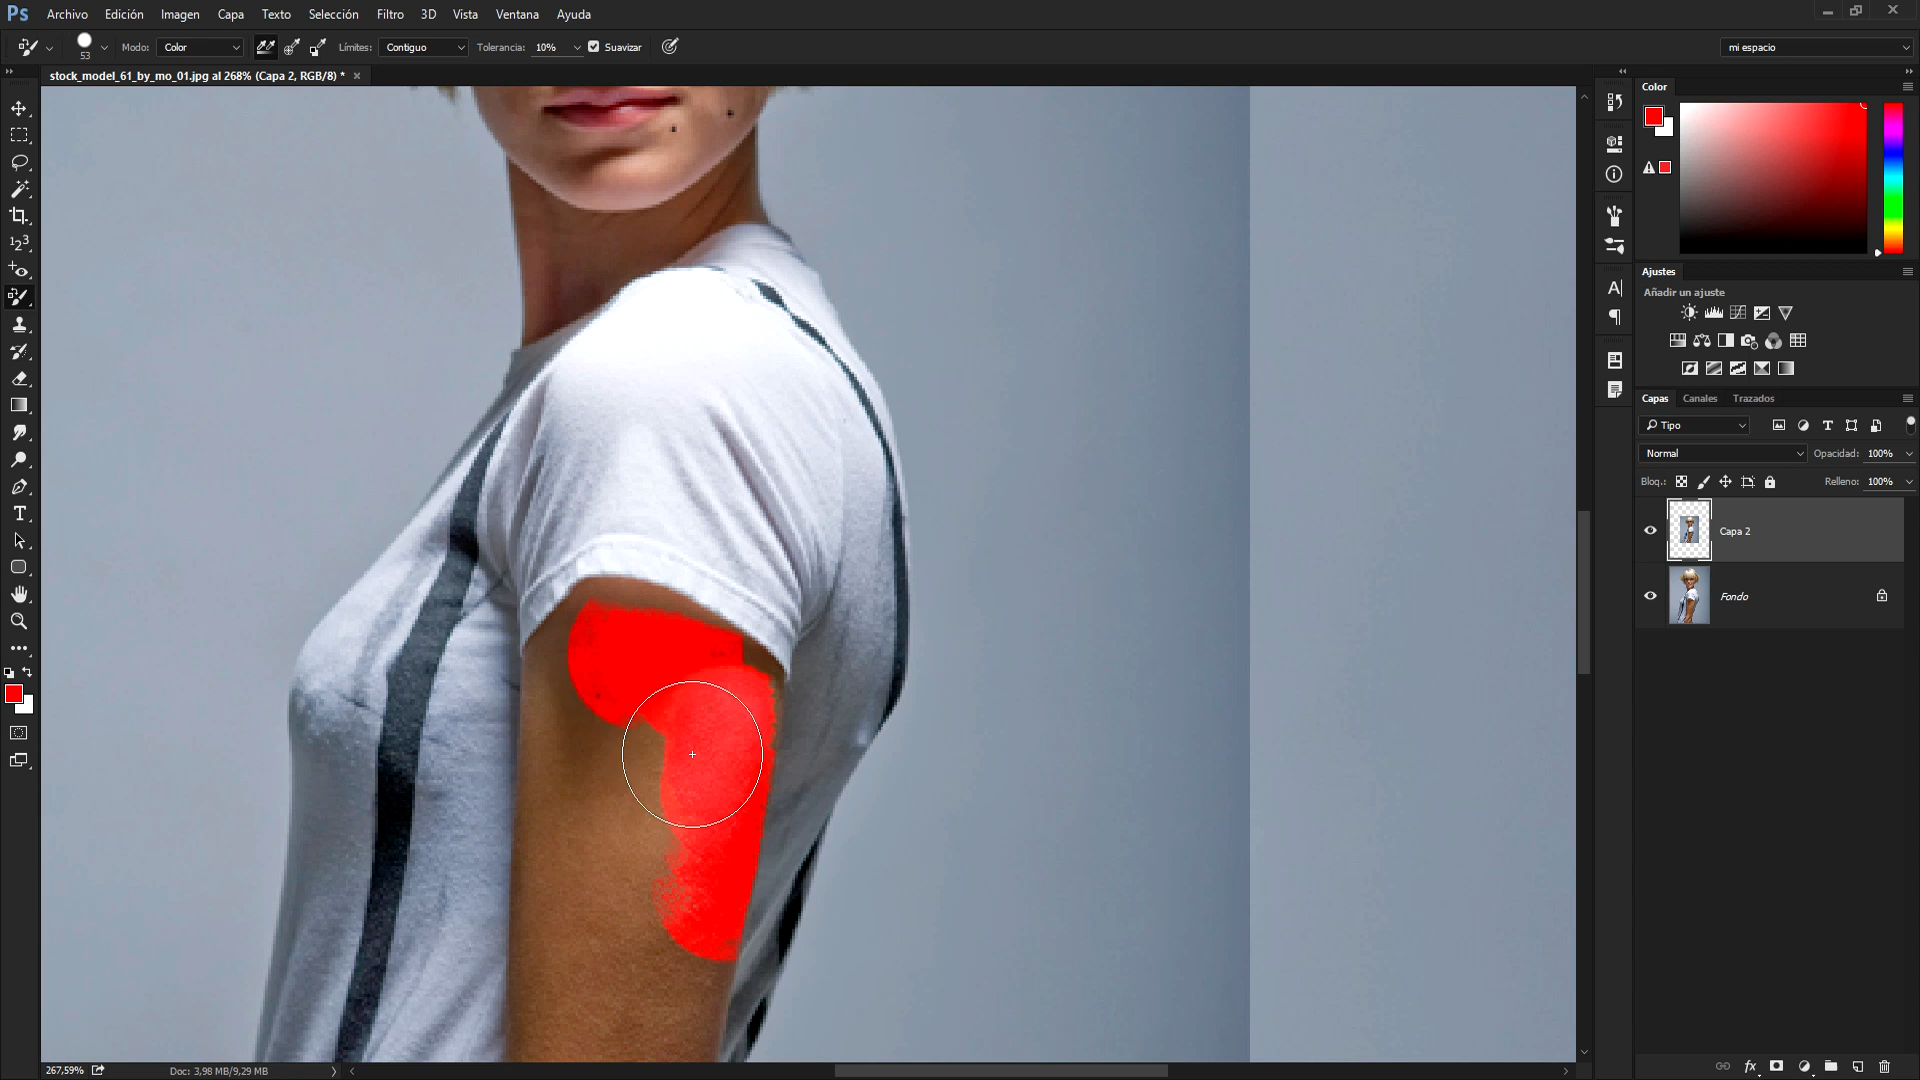 Ps Archivo Edición Imagen Capa Texto Selección Filtro 3D Vista Ventana Ayuda
53 Modo: Color Límites: Contiguo Tolerancia: 10% Suavizar mi espacio
stock_model_61_by_mo_01.jpg al 268% (Capa 2, RGB/8) * ×
Color
Ajustes
Añadir un ajuste
Capas Canales Trazados
Tipo
Normal Opacidad: 100%
Bloq.: Relleno: 100%
Capa 2
Fondo
267,59% Doc: 3,98 MB/9,29 MB